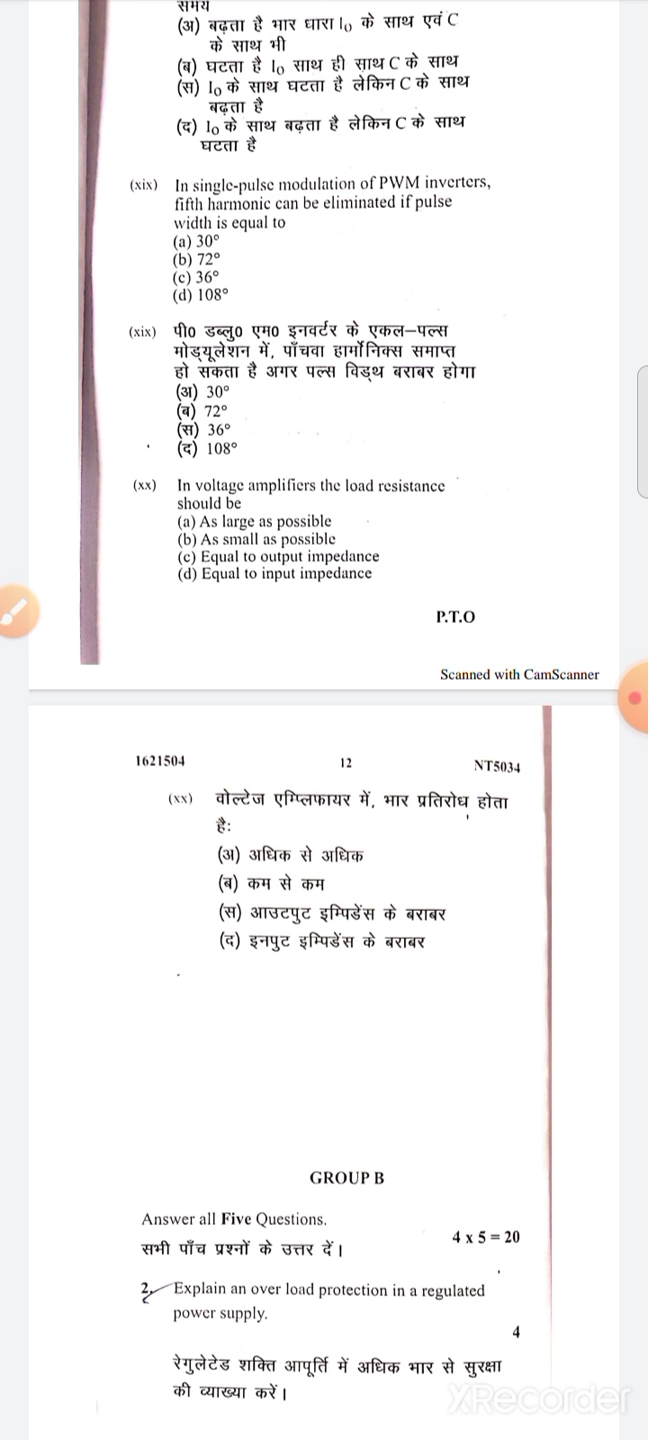 समय
(अ) बढ़ता है भार धारा I₀ के साथ एवं C
के साथ भी
(ब) घटता है I₀ साथ ही साथ C के साथ
(स) I₀ के साथ घटता है लेकिन C के साथ
बढ़ता है
(द) I₀ के साथ बढ़ता है लेकिन C के साथ
घटता है
(xix) In single-pulse modulation of PWM inverters,
fifth harmonic can be eliminated if pulse
width is equal to
(a) 30°
(b) 72°
(c) 36°
(d) 108°
(xix) पी० डब्लु० एम० इनवर्टर के एकल-पल्स
मोड्यूलेशन में, पाँचवा हार्मोनिक्स समाप्त
हो सकता है अगर पल्स विड्थ बराबर होगा
(अ) 30°
(ब) 72°
(स) 36°
(द) 108°
(xx) In voltage amplifiers the load resistance
should be
(a) As large as possible
(b) As small as possible
(c) Equal to output impedance
(d) Equal to input impedance
P.T.O
Scanned with CamScanner
1621504 12 NT5034
(xx) वोल्टेज एम्प्लिफायर में, भार प्रतिरोध होता
है:
(अ) अधिक से अधिक
(ब) कम से कम
(स) आउटपुट इम्पिडेंस के बराबर
(द) इनपुट इम्पिडेंस के बराबर
GROUP B
Answer all Five Questions.
4 x 5 = 20
सभी पाँच प्रश्नों के उत्तर दें।
2. Explain an over load protection in a regulated
power supply.
4
रेगुलेटेड शक्ति आपूर्ति में अधिक भार से सुरक्षा
की व्याख्या करें।
XRecorder